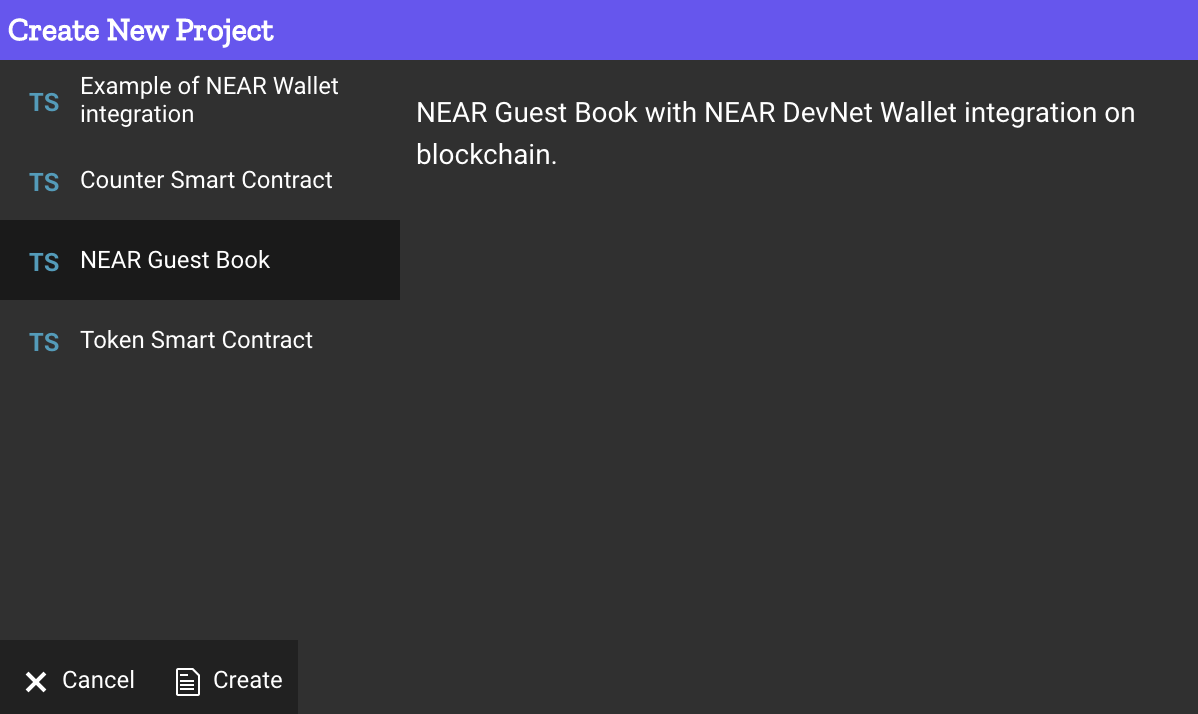 Create New Project
TS
Example of NEAR Wallet
integration
TS
Counter Smart Contract
TS
NEAR Guest Book
TS
Token Smart Contract
NEAR Guest Book with NEAR DevNet Wallet integration on
blockchain.
Cancel
Create